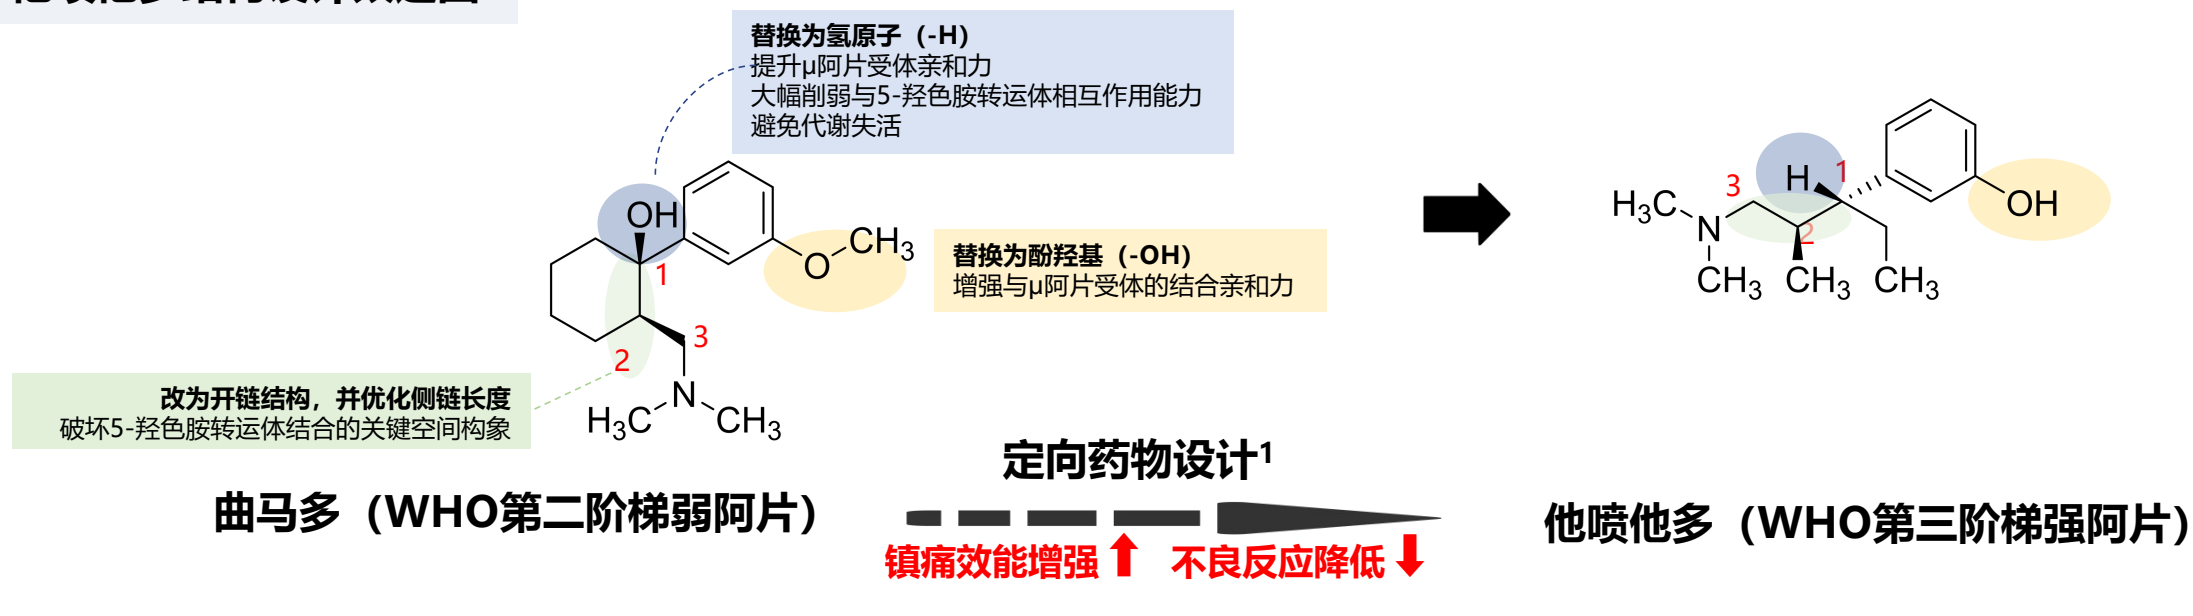 替换为氢原子（-H）
提升μ阿片受体亲和力
大幅削弱与5-羟色胺转运体相互作用能力
避免代谢失活
OH
1
2
3
O
CH3
N
H3C
CH3
替换为酚羟基（-OH）
增强与μ阿片受体的结合亲和力
改为开链结构，并优化侧链长度
破坏5-羟色胺转运体结合的关键空间构象
H
1
2
3
H3C
N
CH3
CH3
CH3
OH
定向药物设计1
镇痛效能增强
不良反应降低
曲马多（WHO第二阶梯弱阿片）
他喷他多（WHO第三阶梯强阿片）